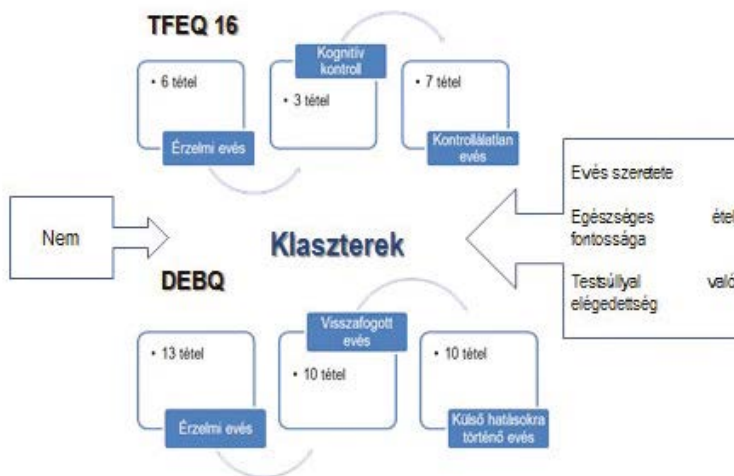 TFEQ 16
• 6 tétel
Érzelmi evés
Kognitív
kontroll
• 3 tétel
• 7 tétel
Kontrollálatlan
evés
Nem
Klaszterek
Evés szeretete
Egészséges étel
fontossága
Testsúllyal való
elégedettség
DEBQ
• 13 tétel
Érzelmi evés
Visszafogott
evés
• 10 tétel
• 10 tétel
Külső hatásokra
történő evés